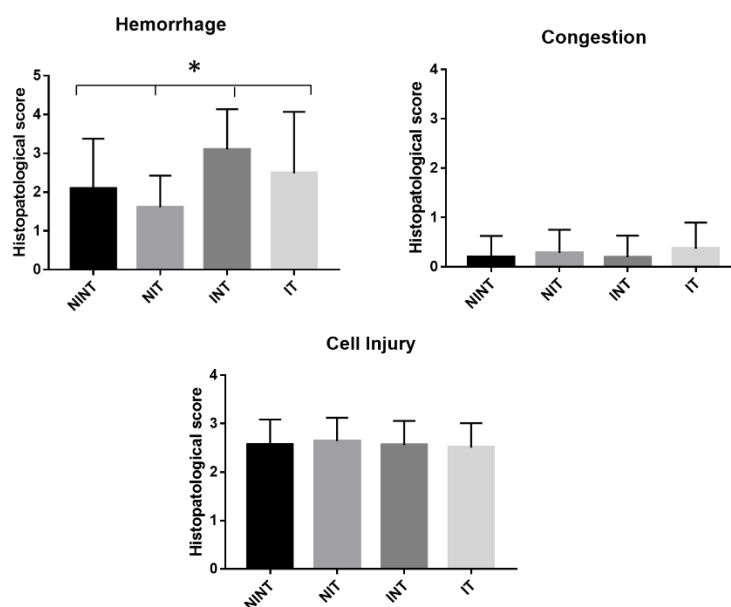 Hemorrhage
Histopatological score
5
4
3
2
1
0
*
NINT
NIT
INT
IT
Congestion
Histopatological score
4
3
2
1
0
NINT
NIT
INT
IT
Cell Injury
Histopatological score
4
3
2
1
0
NINT
NIT
INT
IT